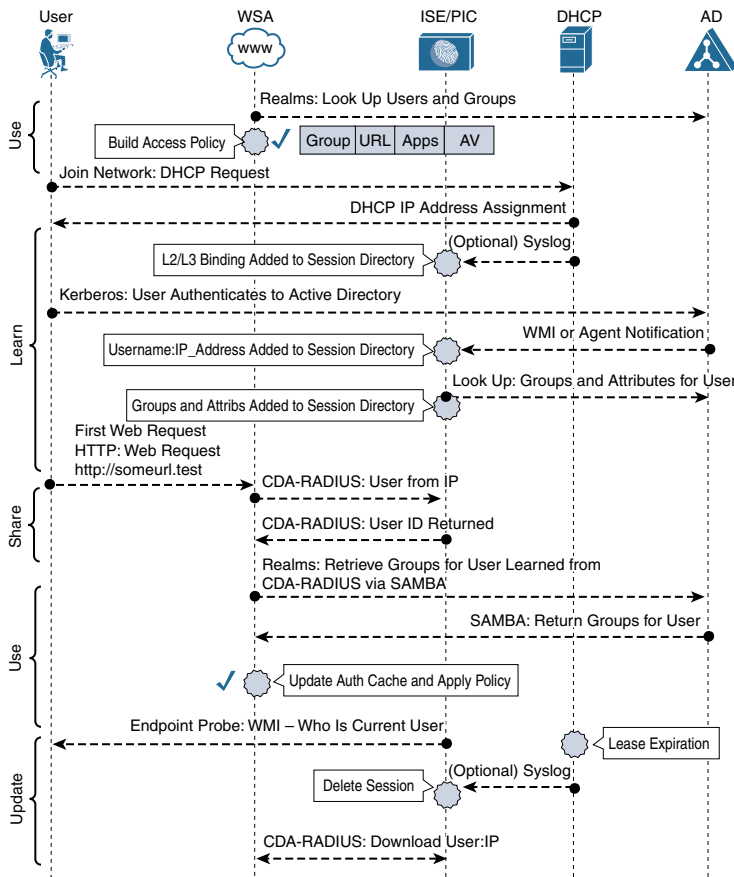 User
WSA
ISE/PIC
DHCP
AD
www
Use
Realms: Look Up Users and Groups
Build Access Policy
Group
URL
Apps
AV
Join Network: DHCP Request
DHCP IP Address Assignment
Learn
(Optional) Syslog
L2/L3 Binding Added to Session Directory
Kerberos: User Authenticates to Active Directory
WMI or Agent Notification
Username:IP_Address Added to Session Directory
Look Up: Groups and Attributes for User
Groups and Attribs Added to Session Directory
First Web Request
HTTP: Web Request
http://someurl.test
Share
CDA-RADIUS: User from IP
CDA-RADIUS: User ID Returned
Use
Realms: Retrieve Groups for User Learned from
CDA-RADIUS via SAMBA
SAMBA: Return Groups for User
Update Auth Cache and Apply Policy
Update
Endpoint Probe: WMI – Who Is Current User
Lease Expiration
(Optional) Syslog
Delete Session
CDA-RADIUS: Download User:IP